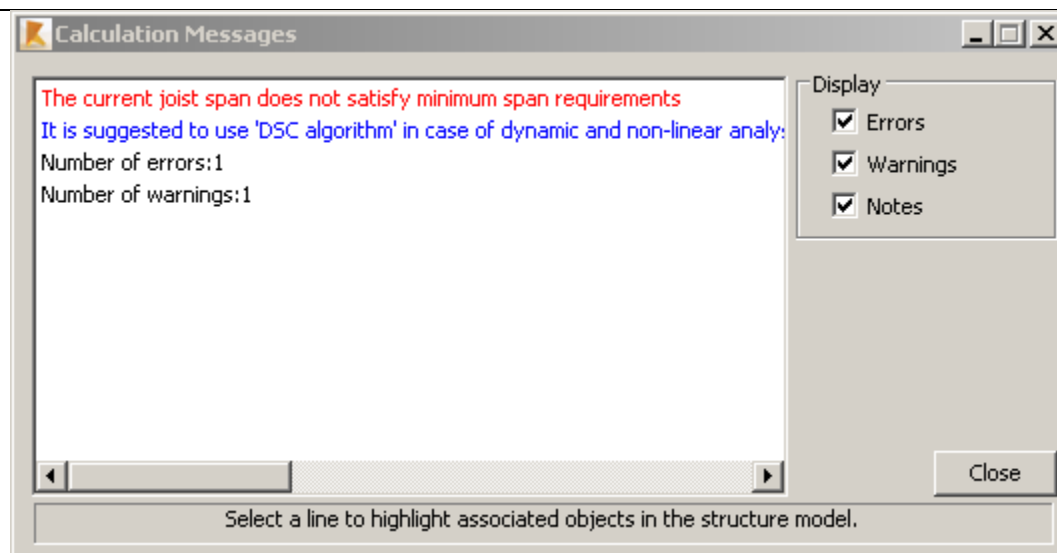 Calculation Messages
The current joist span does not satisfy minimum span requirements
It is suggested to use 'DSC algorithm' in case of dynamic and non-linear
Number of errors:1
Number of warnings:1
Display
Errors
Warnings
Notes
Close
Select a line to highlight associated objects in the structure model.